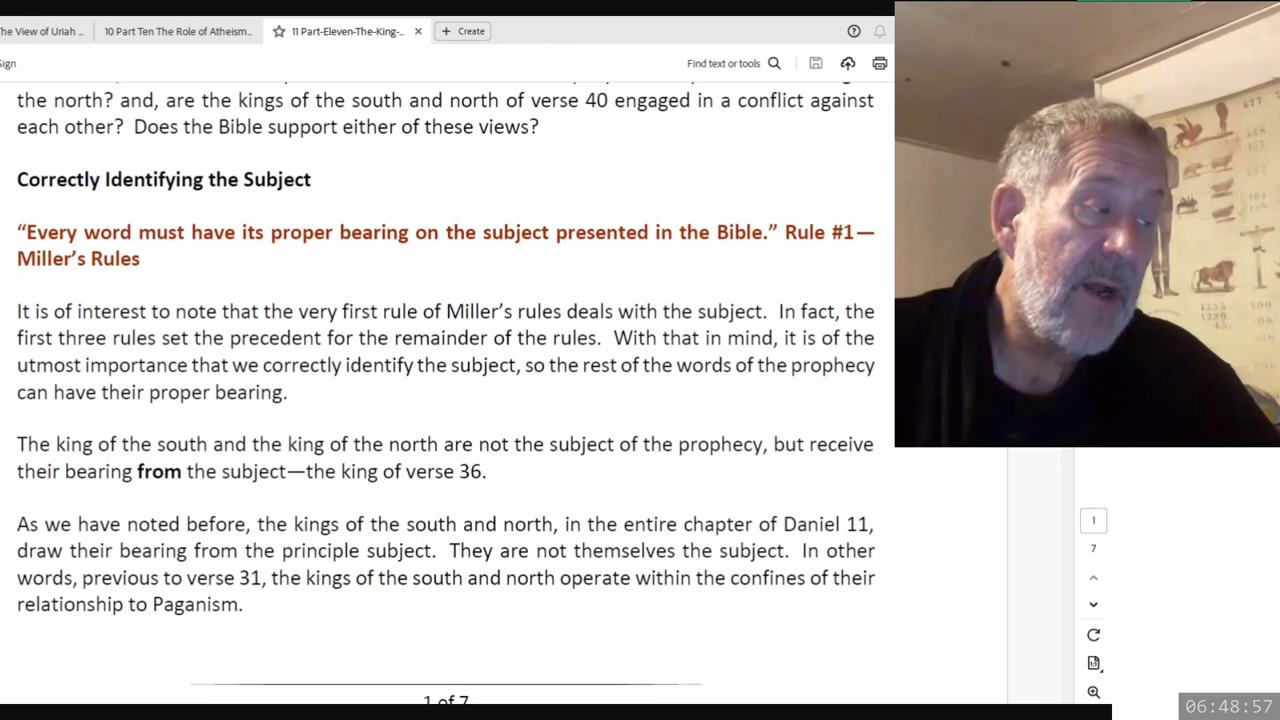 The View of Uriah ...
10 Part Ten The Role of Atheism...
11 Part-Eleven-The-King-...
+ Create
Sign
Find text or tools
the north? and, are the kings of the south and north of verse 40 engaged in a conflict against
each other? Does the Bible support either of these views?
Correctly Identifying the Subject
“Every word must have its proper bearing on the subject presented in the Bible.” Rule #1—
Miller’s Rules
It is of interest to note that the very first rule of Miller’s rules deals with the subject. In fact, the
first three rules set the precedent for the remainder of the rules. With that in mind, it is of the
utmost importance that we correctly identify the subject, so the rest of the words of the prophecy
can have their proper bearing.
The king of the south and the king of the north are not the subject of the prophecy, but receive
their bearing from the subject—the king of verse 36.
As we have noted before, the kings of the south and north, in the entire chapter of Daniel 11,
draw their bearing from the principle subject. They are not themselves the subject. In other
words, previous to verse 31, the kings of the south and north operate within the confines of their
relationship to Paganism.
1 of 7
677
1335
1290
45
1
7
06:48:57